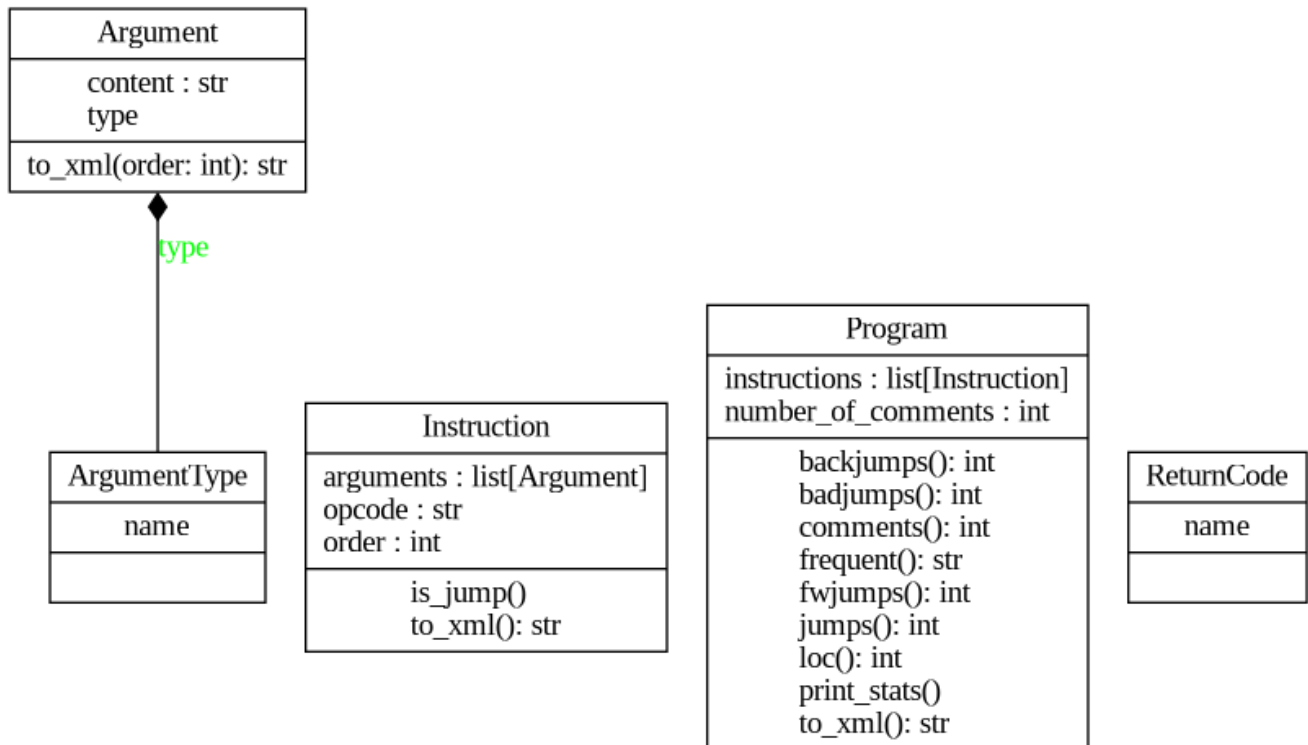 Argument
content : str
type
to_xml(order: int): str
type
ArgumentType
name
Instruction
arguments : list[Argument]
opcode : str
order : int
is_jump()
to_xml(): str
Program
instructions : list[Instruction]
number_of_comments : int
backjumps(): int
badjumps(): int
comments(): int
frequent(): str
fwjumps(): int
jumps(): int
loc(): int
print_stats()
to_xml(): str
ReturnCode
name